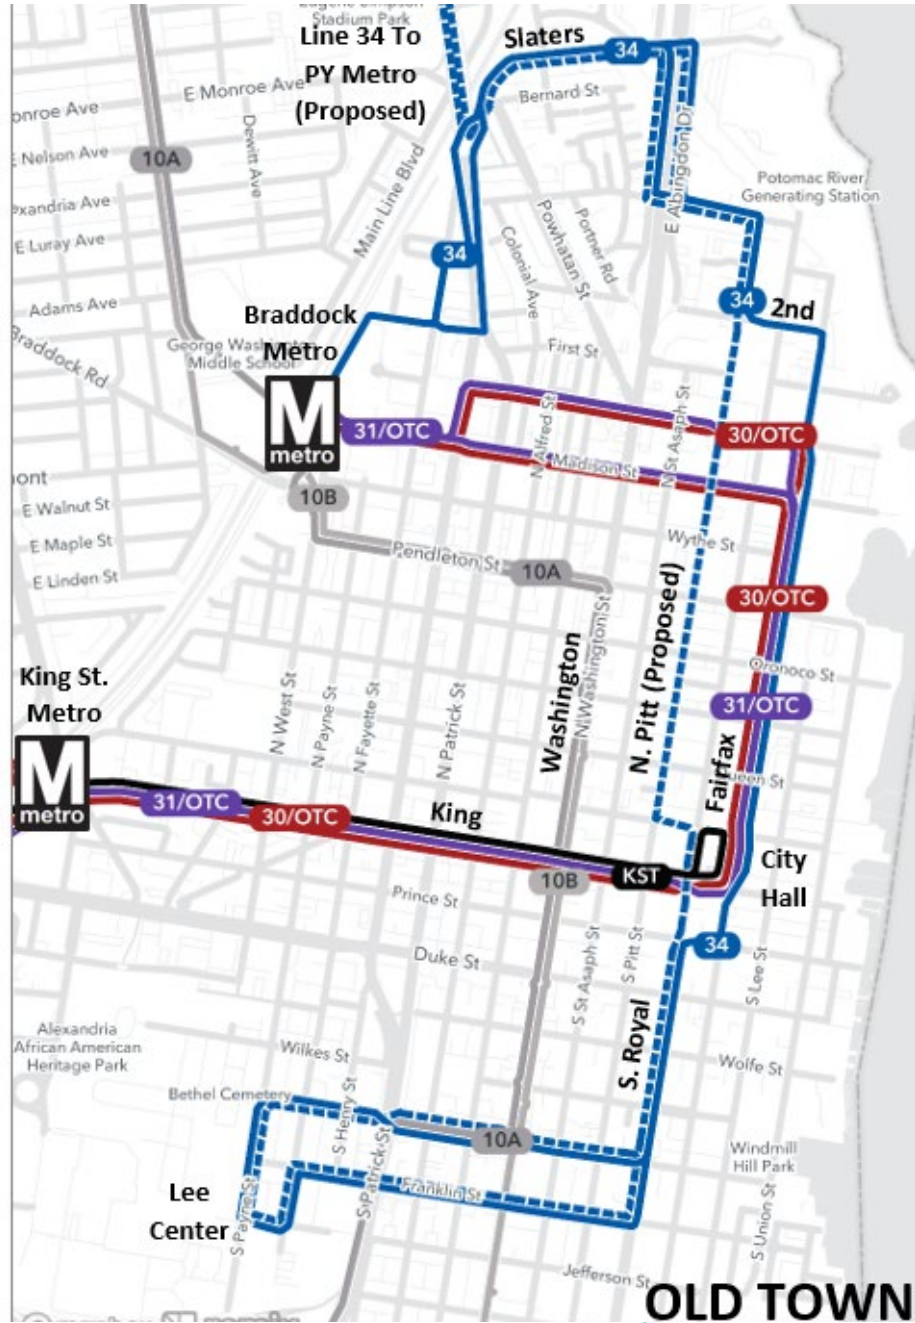 Eugene Simpson
Stadium Park
Line 34 To
PY Metro
(Proposed)
Slaters
34
Bernard St
E Monroe Ave
onroe Ave
Dewitt Ave
E Nelson Ave
10A
Main Line Blvd
E Abingdon Dr
Potomac River
Generating Station
exandria Ave
E Luray Ave
34
Colonial Ave
Powhatan St
Portner Rd
Adams Ave
Braddock
Metro
34
2nd
Braddock Rd
George Washington
Middle School
First St
M
metro
31/OTC
N Alfred St
N St Asaph St
30/OTC
Madison St
mont
10B
E Walnut St
E Maple St
E Linden St
Wythe St
Pendleton St
10A
N Washington St
30/OTC
Washington
N. Pitt (Proposed)
Oronoco St
King St.
Metro
N West St
N Payne St
N Fayette St
N Patrick St
31/OTC
Fairfax
Queen St
M
metro
31/OTC
30/OTC
King
KST
City
Hall
10B
Prince St
Duke St
34
S St Asaph St
S Pitt St
S Lee St
S. Royal
Alexandria
African American
Heritage Park
Wilkes St
Wolfe St
Bethel Cemetery
S Henry St
S Patrick St
10A
Windmill
Hill Park
Lee
Center
S Payne St
Franklin St
S Union St
Jefferson St
OLD TOWN